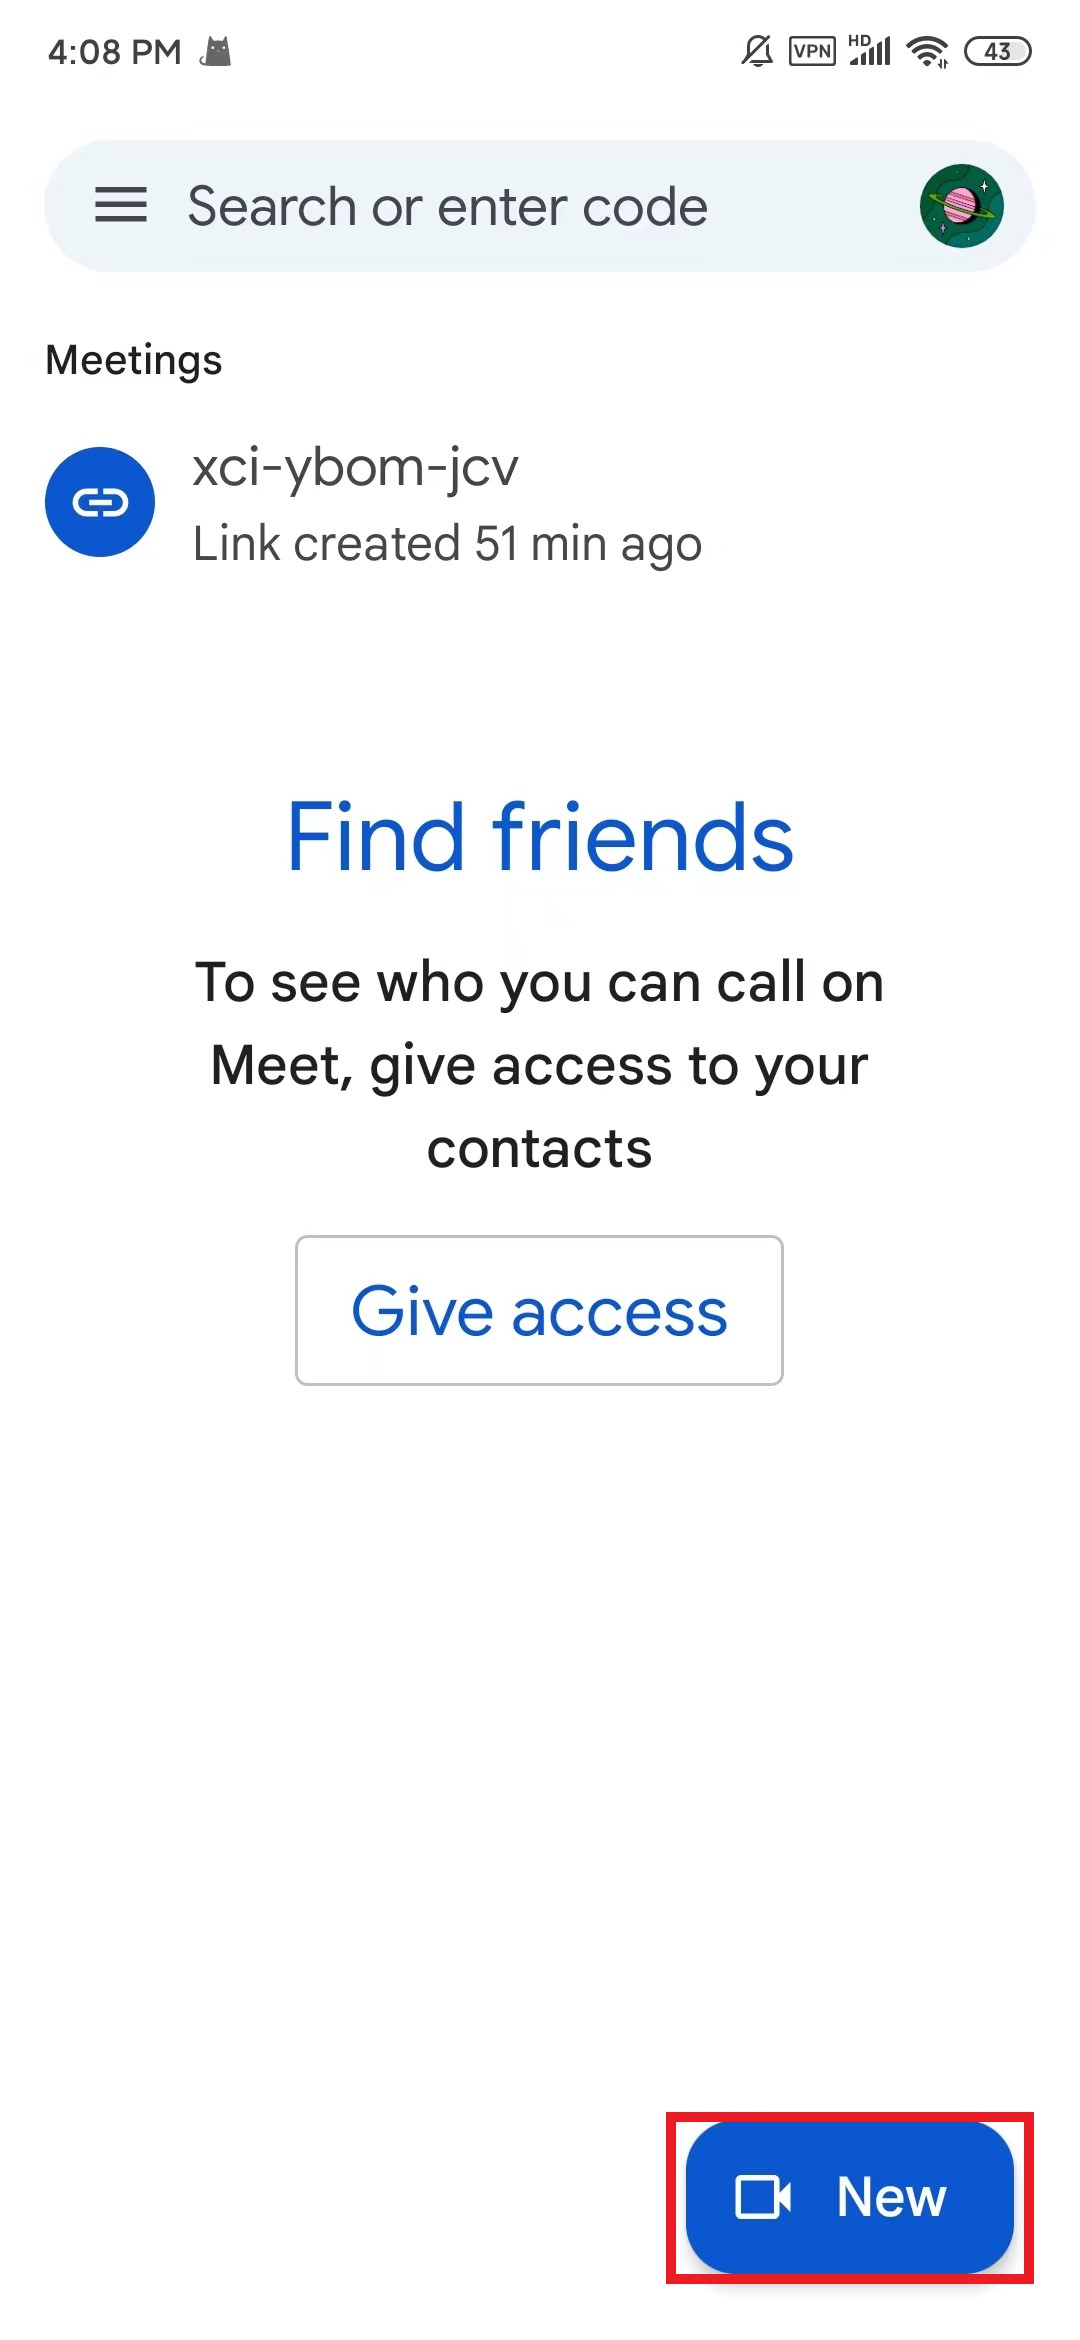 4:08 PM
VPN HD 43
Search or enter code
Meetings
xci-ybom-jcv
Link created 51 min ago
Find friends
To see who you can call on
Meet, give access to your
contacts
Give access
New